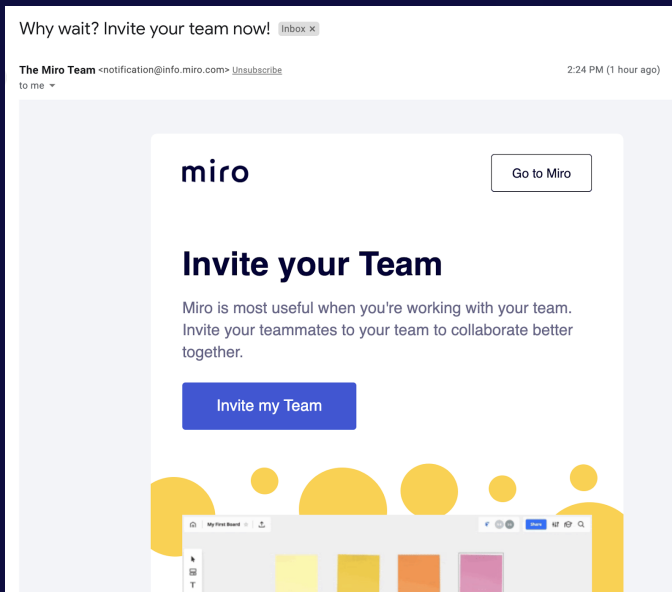 Why wait? Invite your team now! Inbox ×
The Miro Team <notification@info.miro.com> Unsubscribe 2:24 PM (1 hour ago)
to me
miro
Go to Miro
Invite your Team
Miro is most useful when you're working with your team.
Invite your teammates to your team to collaborate better
together.
Invite my Team
My First Board
Share
T